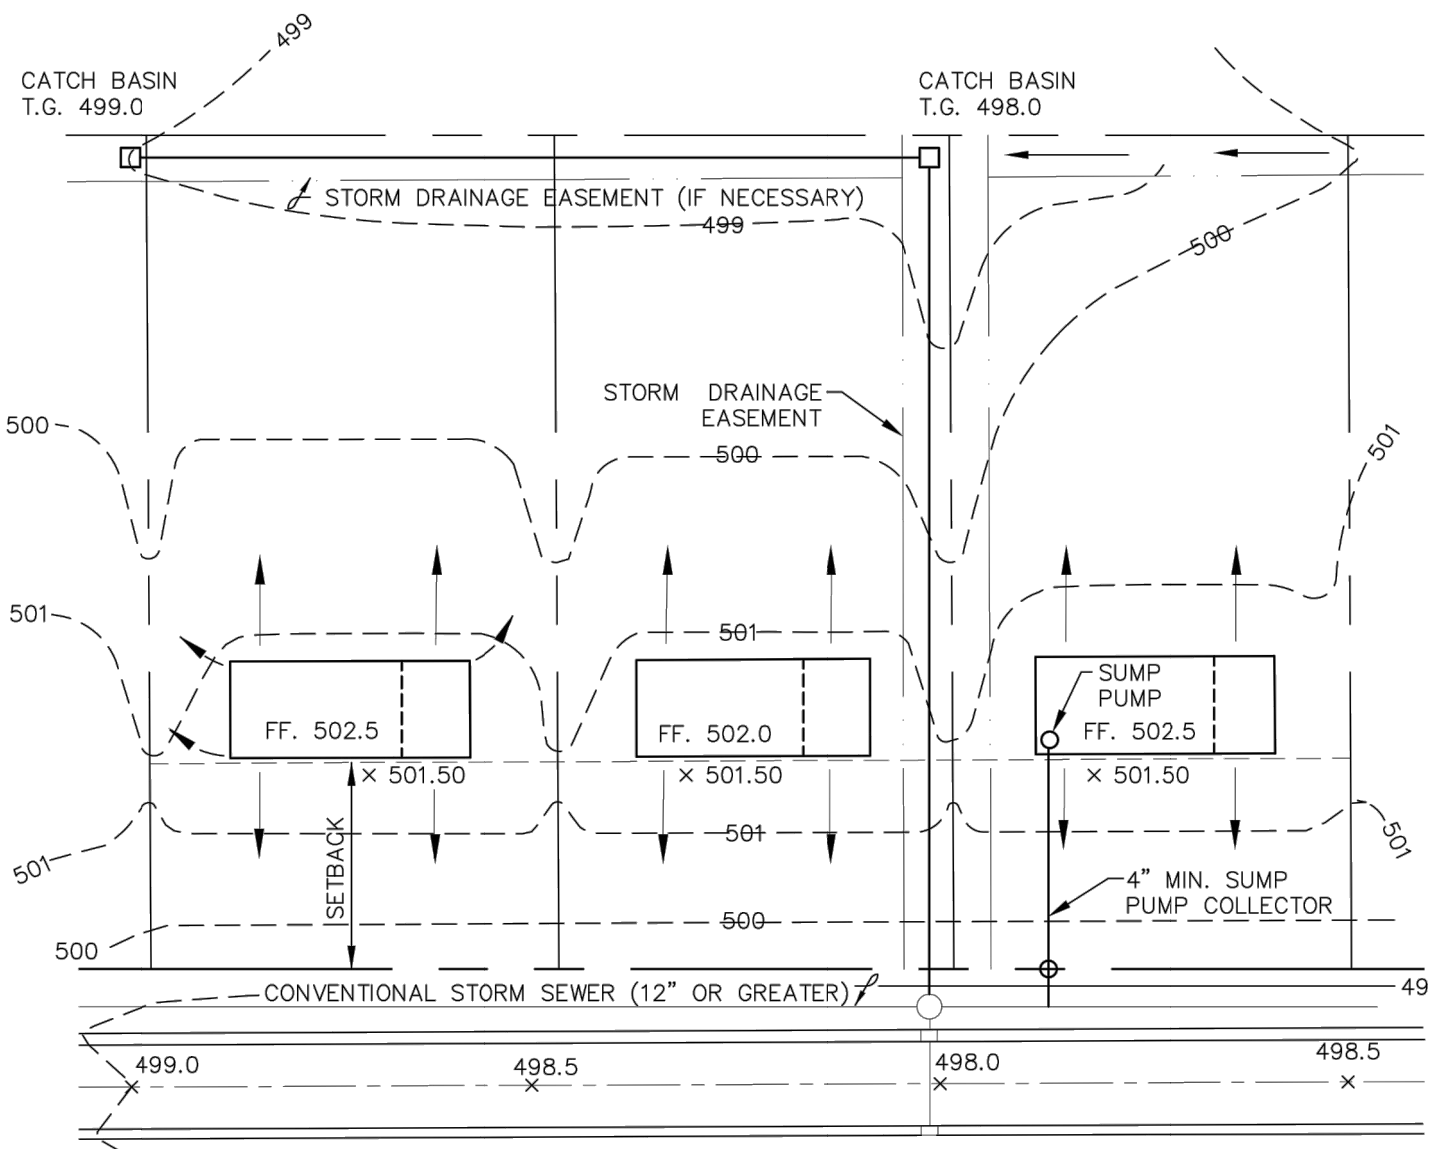 499
CATCH BASIN
T.G. 499.0
CATCH BASIN
T.G. 498.0
STORM DRAINAGE EASEMENT (IF NECESSARY)
499
500
STORM DRAINAGE
EASEMENT
500
500
501
501
501
SUMP
PUMP
FF. 502.5
FF. 502.0
FF. 502.5
× 501.50
× 501.50
× 501.50
SETBACK
501
501
501
4" MIN. SUMP
PUMP COLLECTOR
500
500
CONVENTIONAL STORM SEWER (12" OR GREATER)
49
499.0
498.5
498.0
498.5